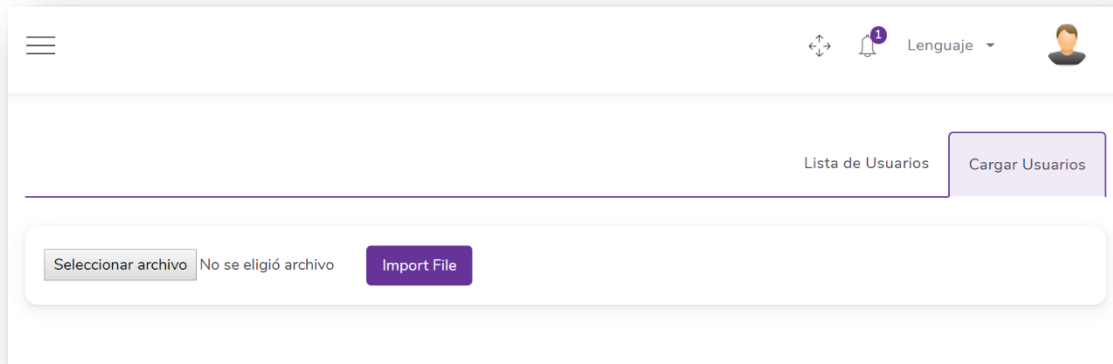 1
Lenguaje
Lista de Usuarios
Cargar Usuarios
Seleccionar archivo No se eligió archivo
Import File